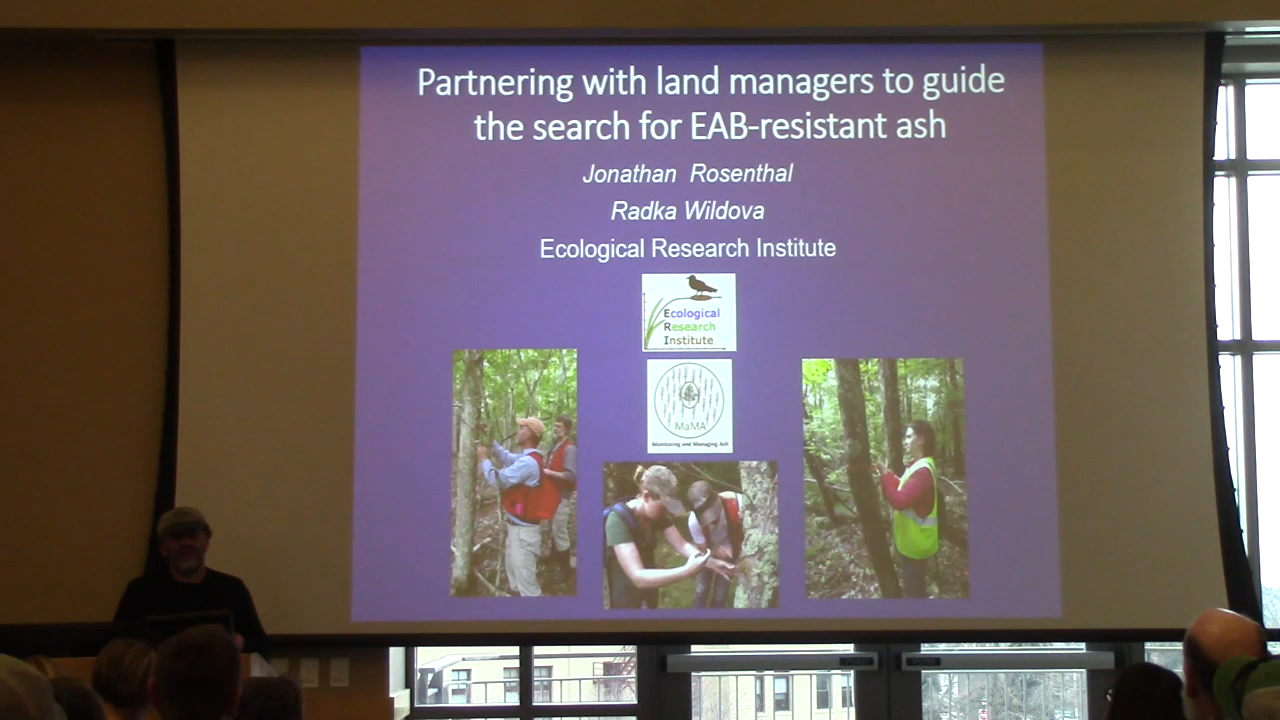 Partnering with land managers to guide
the search for EAB-resistant ash
Jonathan Rosenthal
Radka Wildova
Ecological Research Institute
Ecological
Research
Institute
MaMA
Monitoring and Managing Ash